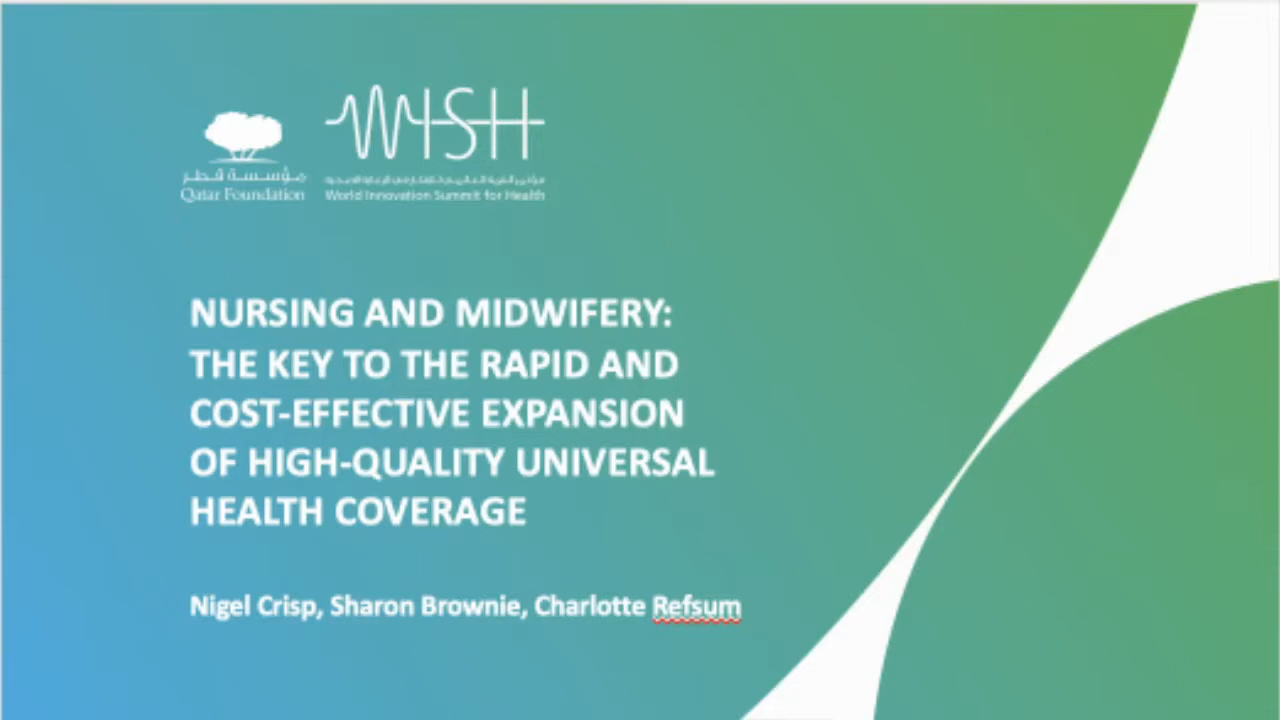 WISH
مؤسسة قطر
Qatar Foundation
World Innovation Summit for Health
NURSING AND MIDWIFERY:
THE KEY TO THE RAPID AND
COST-EFFECTIVE EXPANSION
OF HIGH-QUALITY UNIVERSAL
HEALTH COVERAGE
Nigel Crisp, Sharon Brownie, Charlotte Refsum